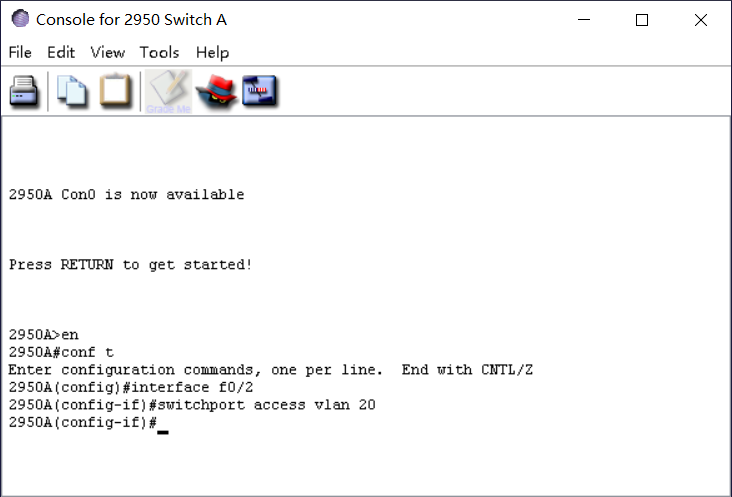 Console for 2950 Switch A
File Edit View Tools Help
Grade Me
2950A Con0 is now available
Press RETURN to get started!
2950A>en
2950A#conf t
Enter configuration commands, one per line.  End with CNTL/Z
2950A(config)#interface f0/2
2950A(config-if)#switchport access vlan 20
2950A(config-if)#